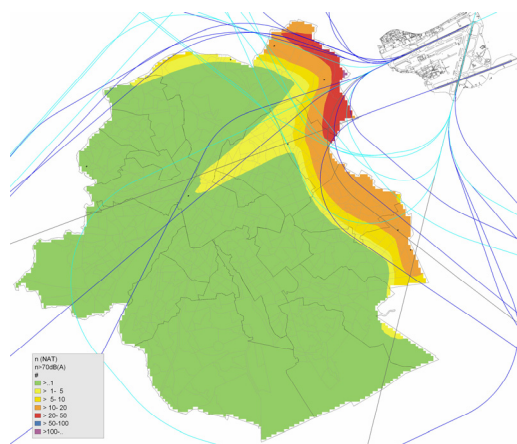 n (NAT)
n>70dB(A)
#
>..1
> 1- 5
> 5- 10
> 10- 20
> 20- 50
> 50-100
>100-..